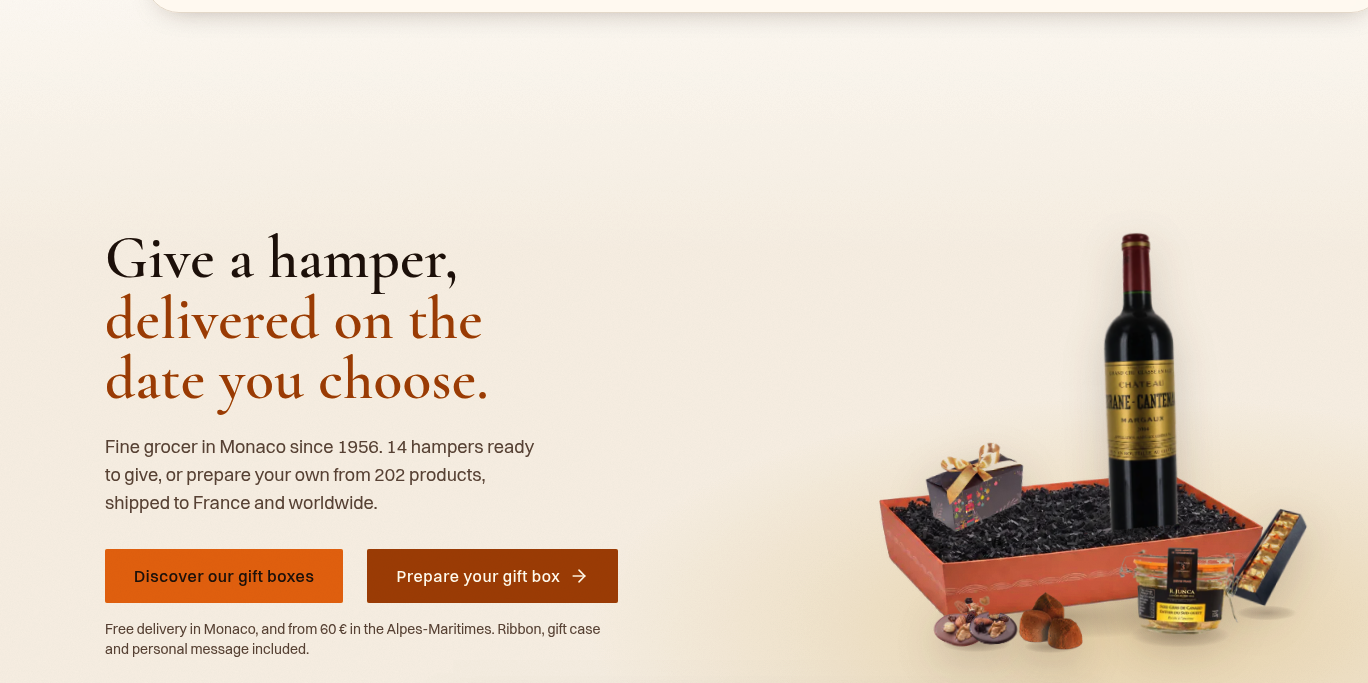 Give a hamper,
delivered on the
date you choose.
Fine grocer in Monaco since 1956. 14 hampers ready
to give, or prepare your own from 202 products,
shipped to France and worldwide.
Discover our gift boxes
Prepare your gift box →
Free delivery in Monaco, and from 60 € in the Alpes-Maritimes. Ribbon, gift case
and personal message included.
CHÂTEAU
MARGAUX